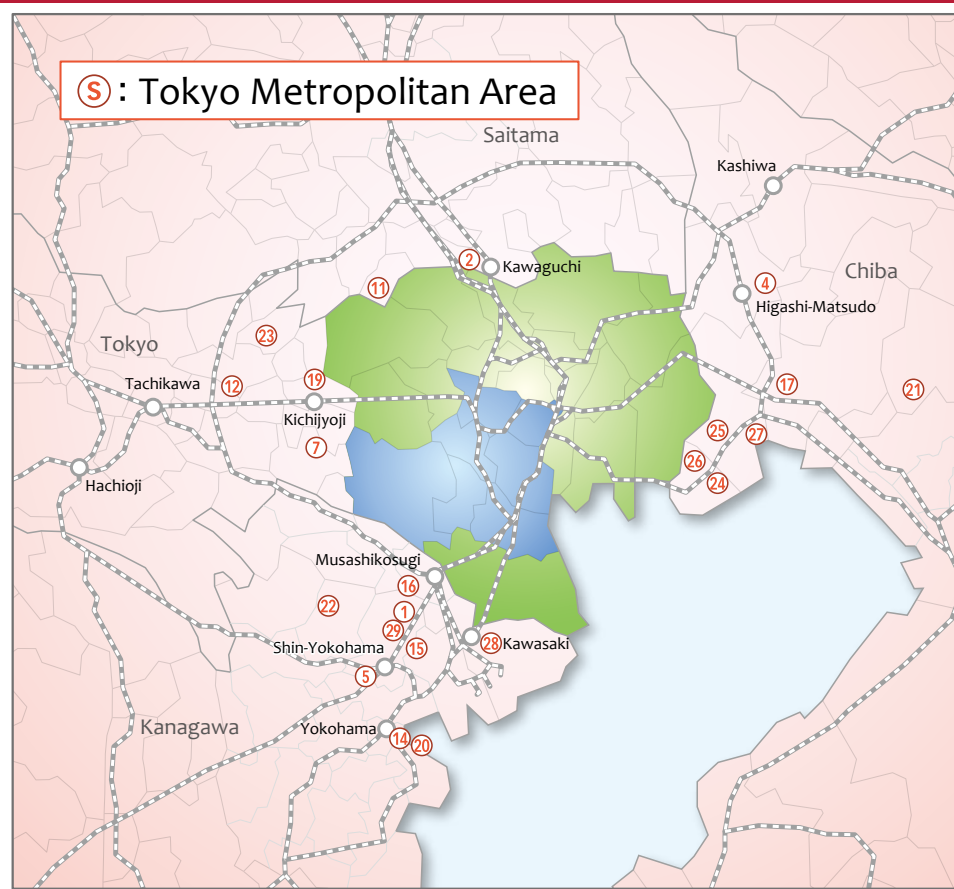 Ⓢ : Tokyo Metropolitan Area
Saitama
Kashiwa
2
Kawaguchi
Chiba
11
4
Higashi-Matsudo
23
Tokyo
Tachikawa
12
19
17
21
Kichijyoji
25
27
7
26
Hachioji
24
Musashikosugi
16
22
1
29
Shin-Yokohama
15
28
Kawasaki
5
Kanagawa
Yokohama
14
20